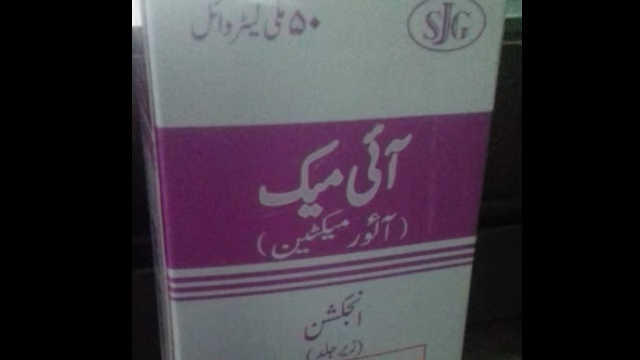 ۵۰ ملی لیٹر وائل
SJG
آئی میک
(آئور میکٹین)
انجکشن
(زیر جلد)